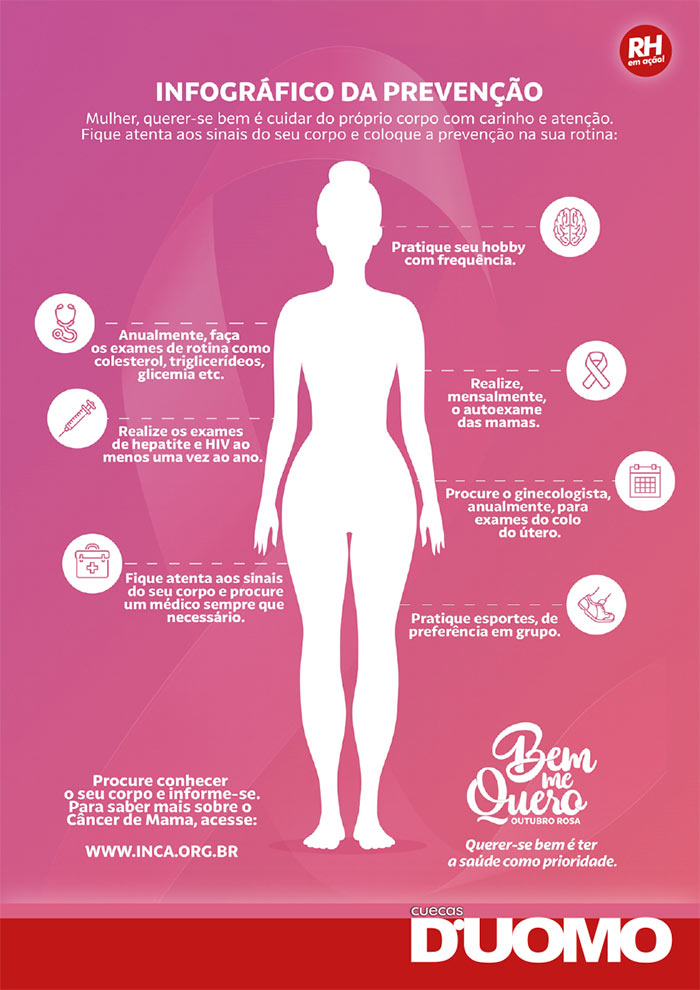 RH
em ação!
INFOGRÁFICO DA PREVENÇÃO
Mulher, querer-se bem é cuidar do próprio corpo com carinho e atenção.
Fique atenta aos sinais do seu corpo e coloque a prevenção na sua rotina:
Pratique seu hobby
com frequência.
Anualmente, faça
os exames de rotina como
colesterol, triglicerídeos,
glicemia etc.
Realize,
mensalmente,
o autoexame
das mamas.
Realize os exames
de hepatite e HIV ao
menos uma vez ao ano.
Procure o ginecologista,
anualmente, para
exames do colo
do útero.
Fique atenta aos sinais
do seu corpo e procure
um médico sempre que
necessário.
Pratique esportes, de
preferência em grupo.
Procure conhecer
o seu corpo e informe-se.
Para saber mais sobre o
Câncer de Mama, acesse:
WWW.INCA.ORG.BR
Bem
me
Quero
OUTUBRO ROSA
Querer-se bem é ter
a saúde como prioridade.
cuecas
D'UOMO